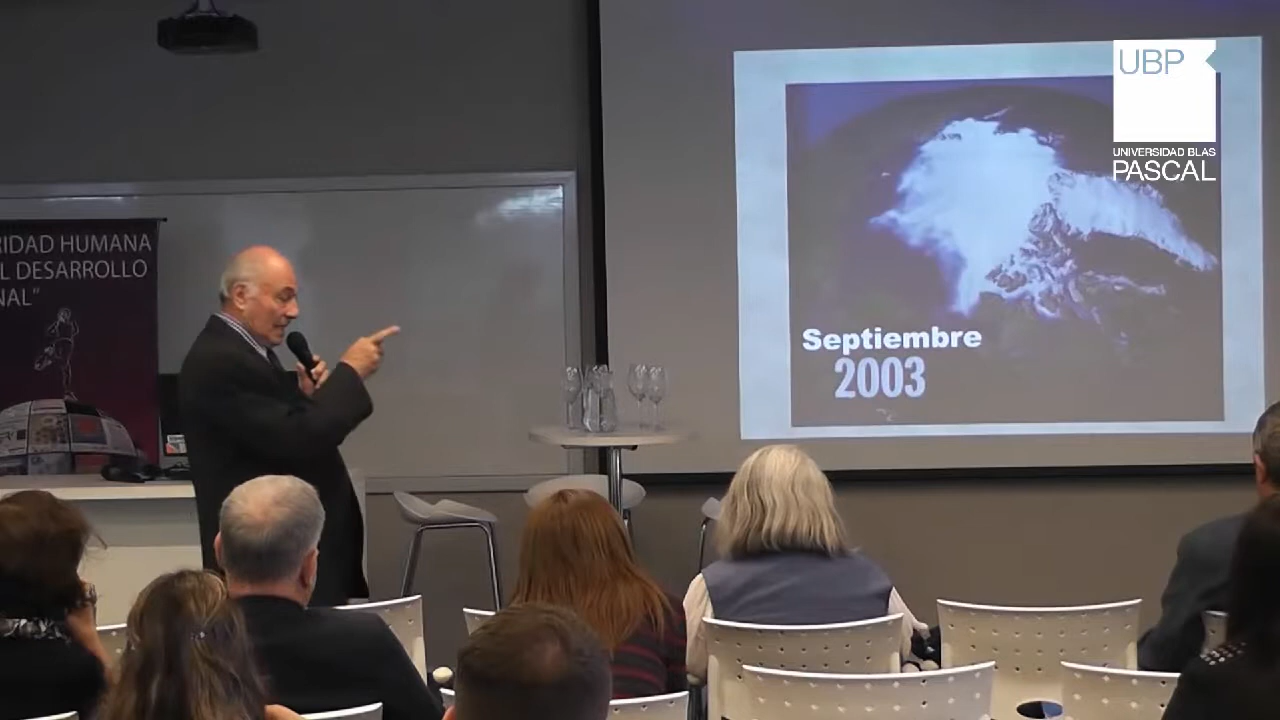 UBP
UNIVERSIDAD BLAS
PASCAL
RIDAD HUMANA
L DESARROLLO
NAL"
Septiembre
2003